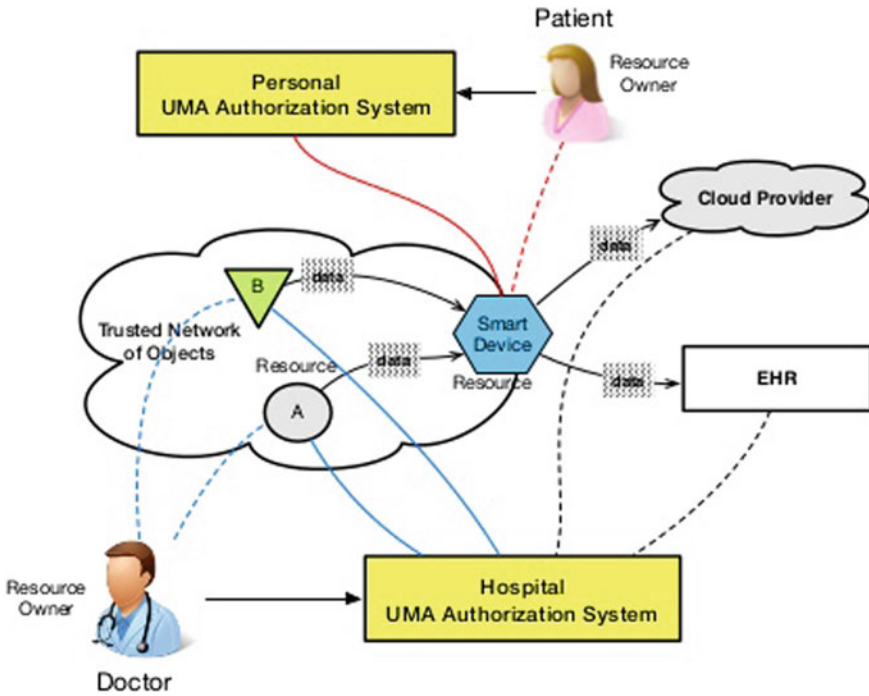 Patient
Resource
Owner
Personal
UMA Authorization System
Cloud Provider
data
B
data
Trusted Network
of Objects
Smart
Device
Resource
data
Resource
data
EHR
A
Resource
Owner
Hospital
UMA Authorization System
Doctor